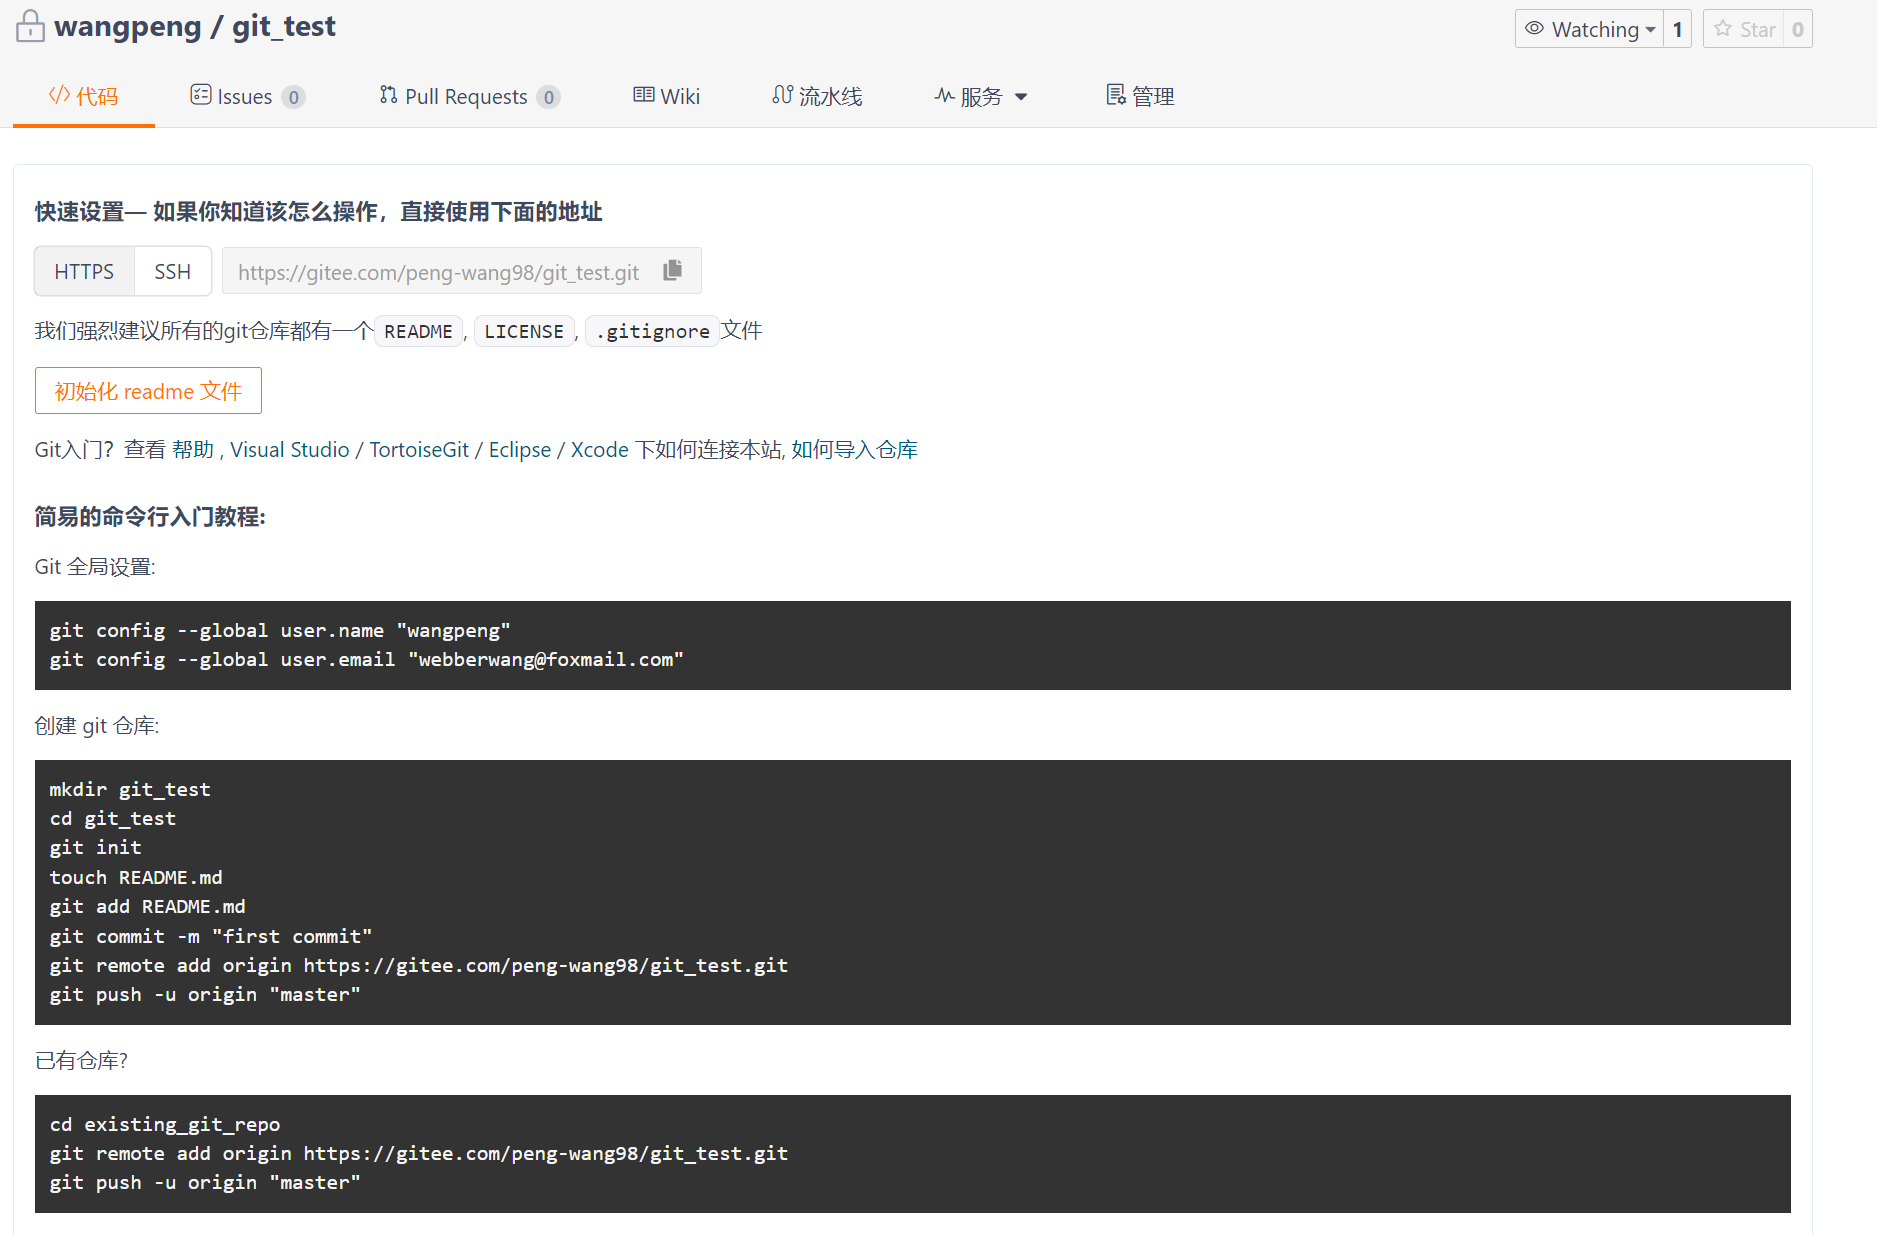 wangpeng / git_test
Watching 1 Star 0
代码 Issues 0 Pull Requests 0 Wiki 流水线 服务 管理
快速设置— 如果你知道该怎么操作，直接使用下面的地址
HTTPS SSH https://gitee.com/peng-wang98/git_test.git
我们强烈建议所有的git仓库都有一个 README, LICENSE, .gitignore 文件
初始化 readme 文件
Git入门？查看 帮助 , Visual Studio / TortoiseGit / Eclipse / Xcode 下如何连接本站, 如何导入仓库
简易的命令行入门教程:
Git 全局设置:
git config --global user.name "wangpeng"
git config --global user.email "webberwang@foxmail.com"
创建 git 仓库:
mkdir git_test
cd git_test
git init
touch README.md
git add README.md
git commit -m "first commit"
git remote add origin https://gitee.com/peng-wang98/git_test.git
git push -u origin "master"
已有仓库?
cd existing_git_repo
git remote add origin https://gitee.com/peng-wang98/git_test.git
git push -u origin "master"